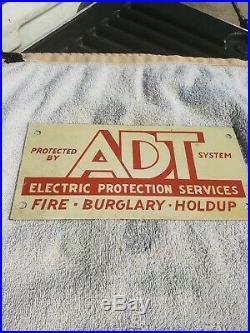 PROTECTED BY ADT SYSTEM
ELECTRIC PROTECTION SERVICES
FIRE · BURGLARY · HOLDUP